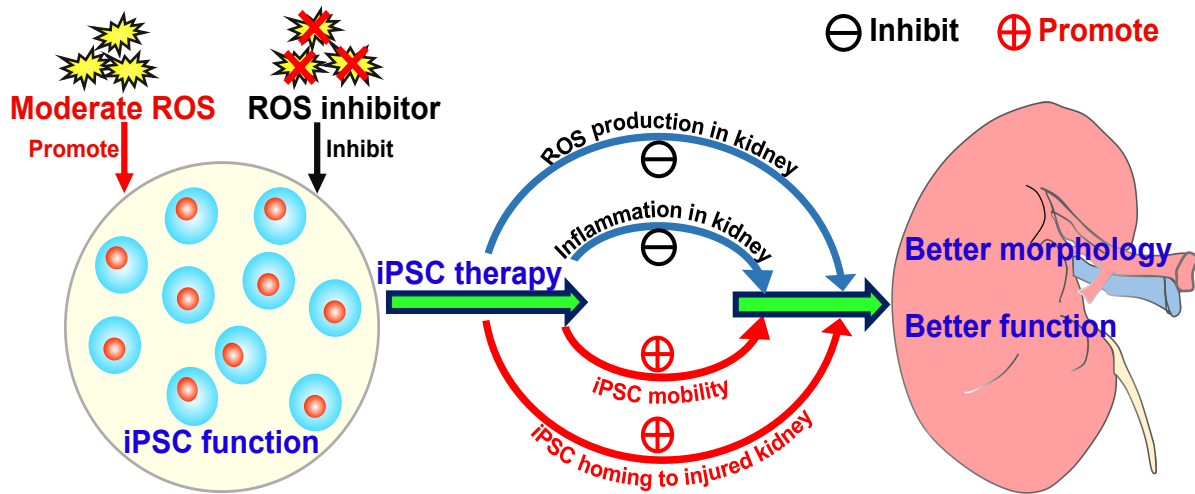 ⊖ Inhibit ⊕ Promote
Moderate ROS
ROS inhibitor
Promote
Inhibit
ROS production in kidney
Inflammation in kidney
iPSC therapy
Better morphology
Better function
iPSC mobility
iPSC homing to injured kidney
iPSC function